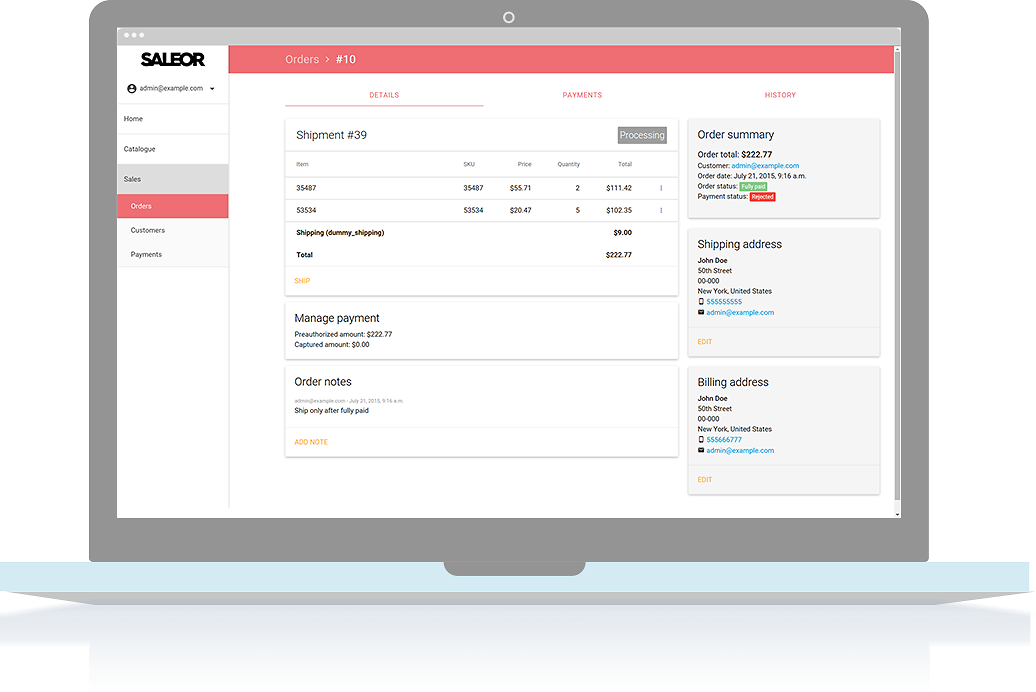 SALEOR
admin@example.com
Home
Catalogue
Sales
Orders
Customers
Payments
Orders > #10
DETAILS PAYMENTS HISTORY
Shipment #39 Processing
Item SKU Price Quantity Total
35487 35487 $55.71 2 $111.42
53534 53534 $20.47 5 $102.35
Shipping (dummy_shipping) $9.00
Total $222.77
SHIP
Manage payment
Preauthorized amount: $222.77
Captured amount: $0.00
Order notes
admin@example.com - July 21, 2015, 9:16 a.m.
Ship only after fully paid
ADD NOTE
Order summary
Order total: $222.77
Customer: admin@example.com
Order date: July 21, 2015, 9:16 a.m.
Order status: Fully paid
Payment status: Rejected
Shipping address
John Doe
50th Street
00-000
New York, United States
555555555
admin@example.com
EDIT
Billing address
John Doe
50th Street
00-000
New York, United States
555666777
admin@example.com
EDIT